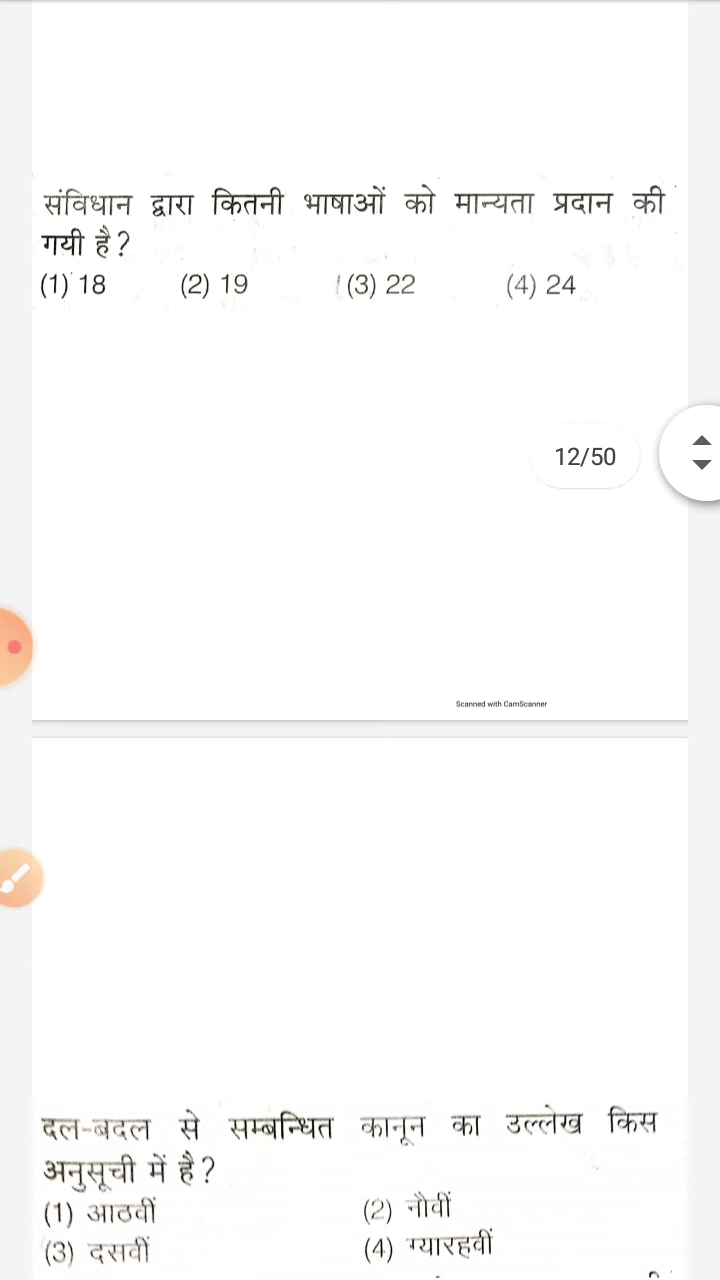 संविधान द्वारा कितनी भाषाओं को मान्यता प्रदान की
गयी है?
(1) 18 (2) 19 (3) 22 (4) 24
12/50
Scanned with CamScanner
दल-बदल से सम्बन्धित कानून का उल्लेख किस
अनुसूची में है?
(1) आठवीं (2) नौवीं
(3) दसवीं (4) ग्यारहवीं